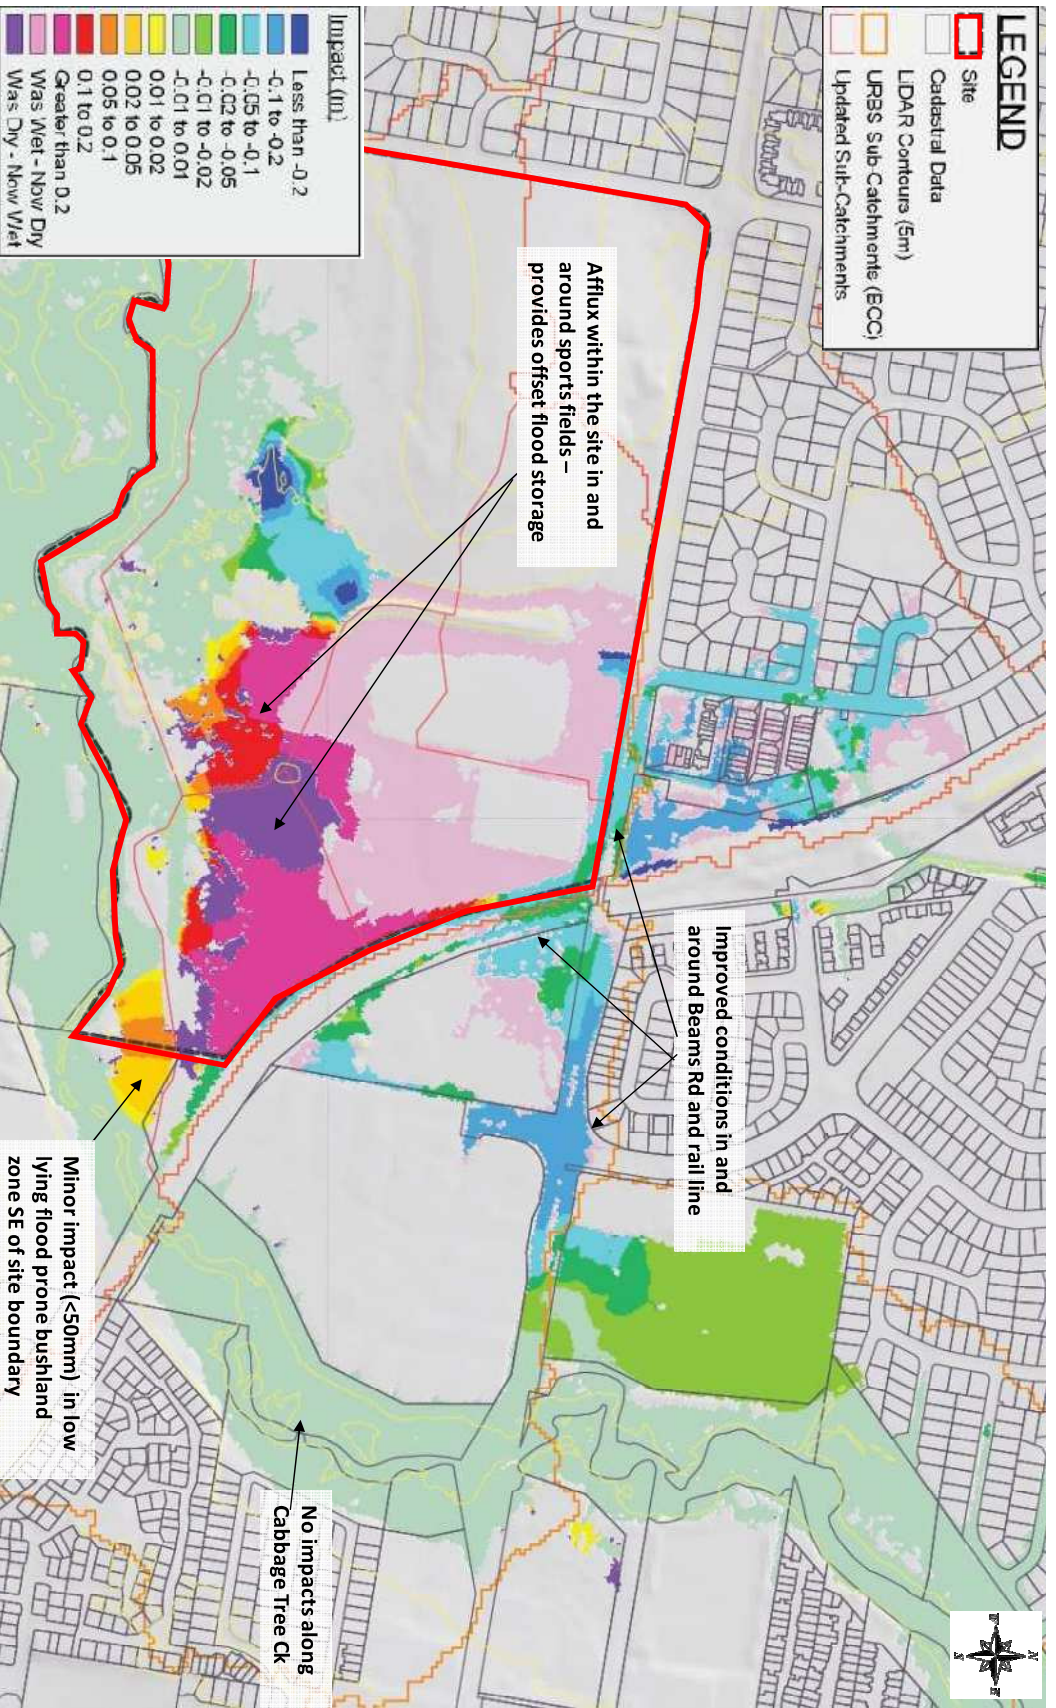 LEGEND
Site
Cadastral Data
LiDAR Contours (5m)
URBS Sub-Catchments (BCC)
Updated Sub-Catchments
Impact (m)
Less than -0.2
-0.1 to -0.2
-0.05 to -0.1
-0.02 to -0.05
-0.01 to -0.02
-0.01 to 0.01
0.01 to 0.02
0.02 to 0.05
0.05 to 0.1
0.1 to 0.2
Greater than 0.2
Was Wet - Now Dry
Was Dry - Now Wet
Afflux within the site in and
around sports fields –
provides offset flood storage
Improved conditions in and
around Beams Rd and rail line
Minor impact (<50mm) in low
lying flood prone bushland
zone SE of site boundary
No impacts along
Cabbage Tree Ck